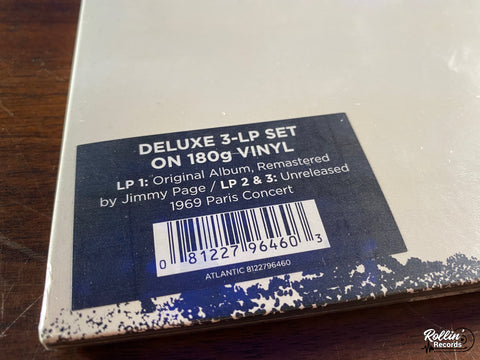 DELUXE 3-LP SET
ON 180g VINYL
LP 1: Original Album, Remastered
by Jimmy Page / LP 2 & 3: Unreleased
1969 Paris Concert
0 81227 96460 3
ATLANTIC 8122796460
Rollin'
Records